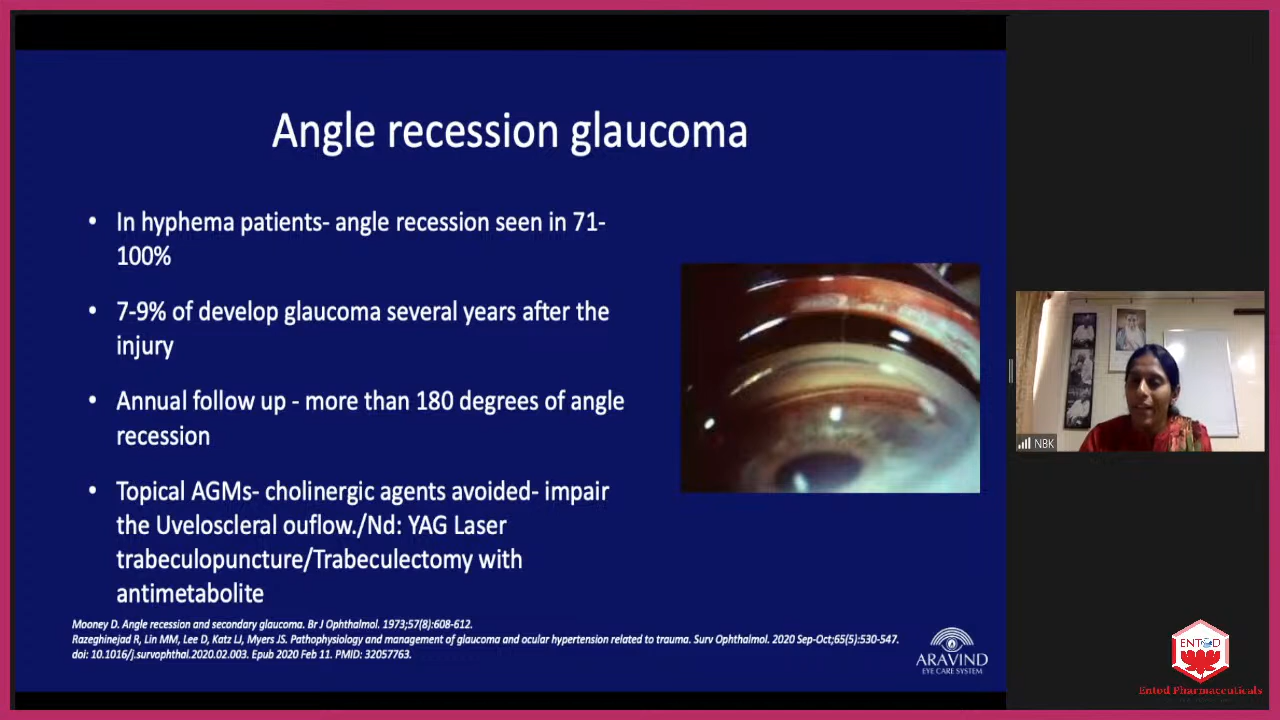 Angle recession glaucoma
• In hyphema patients- angle recession seen in 71-
100%
• 7-9% of develop glaucoma several years after the
injury
• Annual follow up - more than 180 degrees of angle
recession
• Topical AGMs- cholinergic agents avoided- impair
the Uveloscleral ouflow./Nd: YAG Laser
trabeculopuncture/Trabeculectomy with
antimetabolite
Mooney D. Angle recession and secondary glaucoma. Br J Ophthalmol. 1973;57(8):608-612.
Razeghinejad R, Lin MM, Lee D, Katz LJ, Myers JS. Pathophysiology and management of glaucoma and ocular hypertension related to trauma. Surv Ophthalmol. 2020 Sep-Oct;65(5):530-547.
doi: 10.1016/j.survophthal.2020.02.003. Epub 2020 Feb 11. PMID: 32057763.
ARAVIND
EYE CARE SYSTEM
NBK
ENTOD
Entod Pharmaceuticals